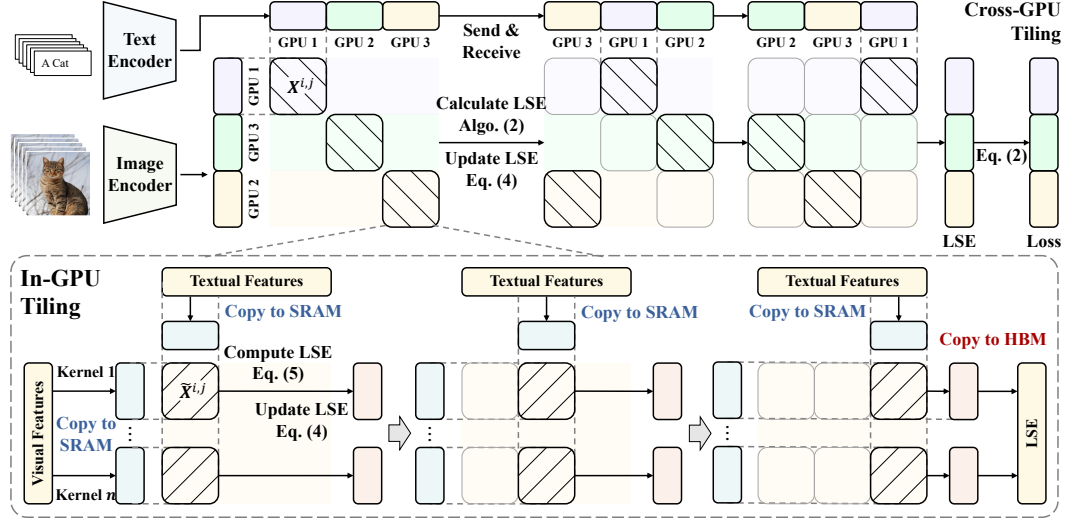 Cross-GPU
Tiling
Text
Encoder
A Cat
GPU 1
GPU 2
GPU 3
Send &
Receive
GPU 3
GPU 1
GPU 2
GPU 2
GPU 3
GPU 1
GPU 1
GPU 3
GPU 2
X^{i,j}
Calculate LSE
Algo. (2)
Update LSE
Eq. (4)
Image
Encoder
Eq. (2)
LSE
Loss
In-GPU
Tiling
Textual Features
Copy to SRAM
Textual Features
Copy to SRAM
Textual Features
Copy to SRAM
Copy to HBM
Visual Features
Kernel 1
Copy to
SRAM
Kernel n
X̃^{i,j}
Compute LSE
Eq. (5)
Update LSE
Eq. (4)
...
...
...
...
LSE